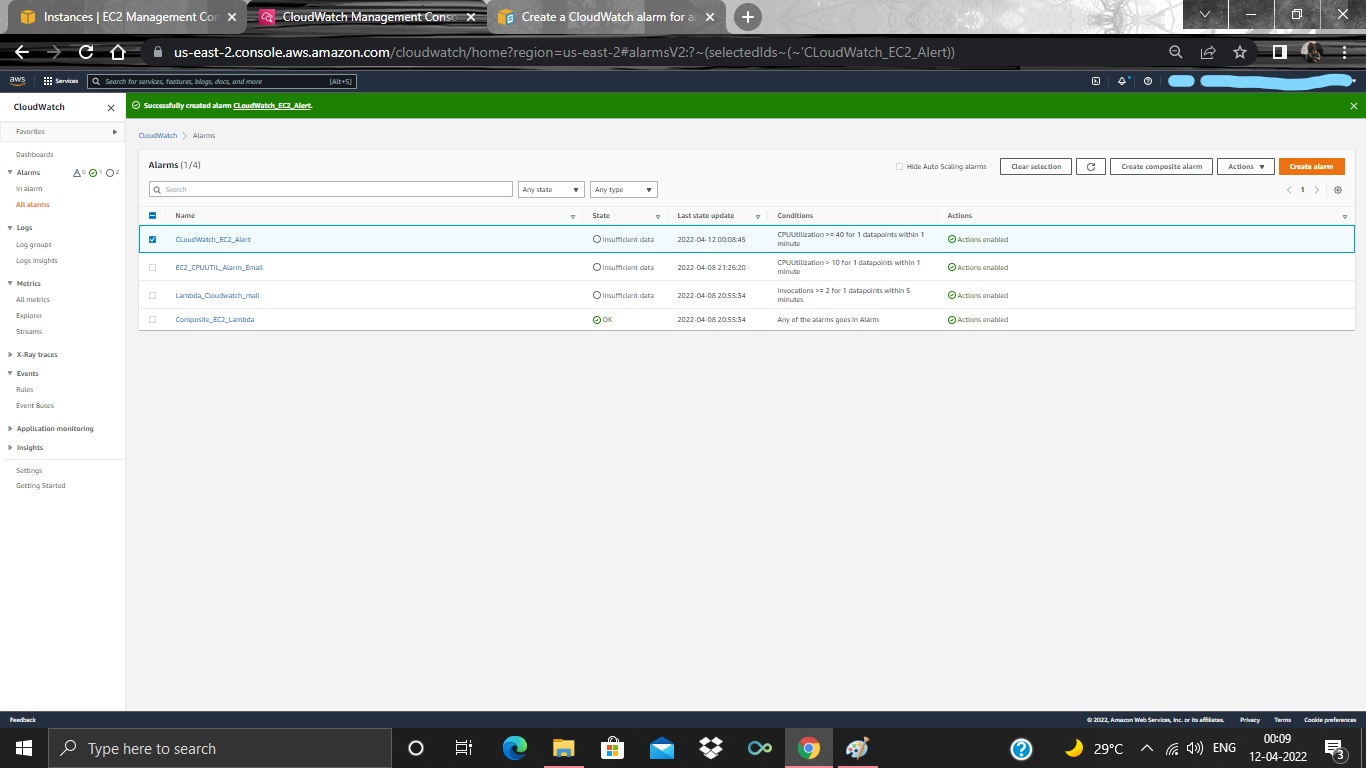 Instances | EC2 Management Con
CloudWatch Management Conso
Create a CloudWatch alarm for a
us-east-2.console.aws.amazon.com/cloudwatch/home?region=us-east-2#alarmsV2:?~(selectedIds~(~'CLoudWatch_EC2_Alert))
aws
Services
Search for services, features, blogs, docs, and more
[Alt+S]
CloudWatch
Successfully created alarm CLoudWatch_EC2_Alert.
Favorites
CloudWatch
Alarms
Dashboards
Alarms
0
1
2
In alarm
All alarms
Logs
Log groups
Logs Insights
Metrics
All metrics
Explorer
Streams
X-Ray traces
Events
Rules
Event Buses
Application monitoring
Insights
Settings
Getting Started
Alarms (1/4)
Hide Auto Scaling alarms
Clear selection
Create composite alarm
Actions
Create alarm
Search
Any state
Any type
1
Name State Last state update Conditions Actions
CLoudWatch_EC2_Alert Insufficient data 2022-04-12 00:08:45 CPUUtilization >= 40 for 1 datapoints within 1 minute Actions enabled
EC2_CPUUTIL_Alarm_Email Insufficient data 2022-04-08 21:26:20 CPUUtilization > 10 for 1 datapoints within 1 minute Actions enabled
Lambda_Cloudwatch_mail Insufficient data 2022-04-08 20:55:34 Invocations >= 2 for 1 datapoints within 5 minutes Actions enabled
Composite_EC2_Lambda OK 2022-04-08 20:55:34 Any of the alarms goes in Alarm Actions enabled
Feedback
© 2022, Amazon Web Services, Inc. or its affiliates.
Privacy
Terms
Cookie preferences
Type here to search
29°C
ENG
00:09
12-04-2022
3